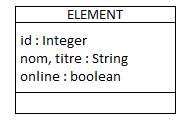 ELEMENT
id : Integer
nom, titre : String
online : boolean